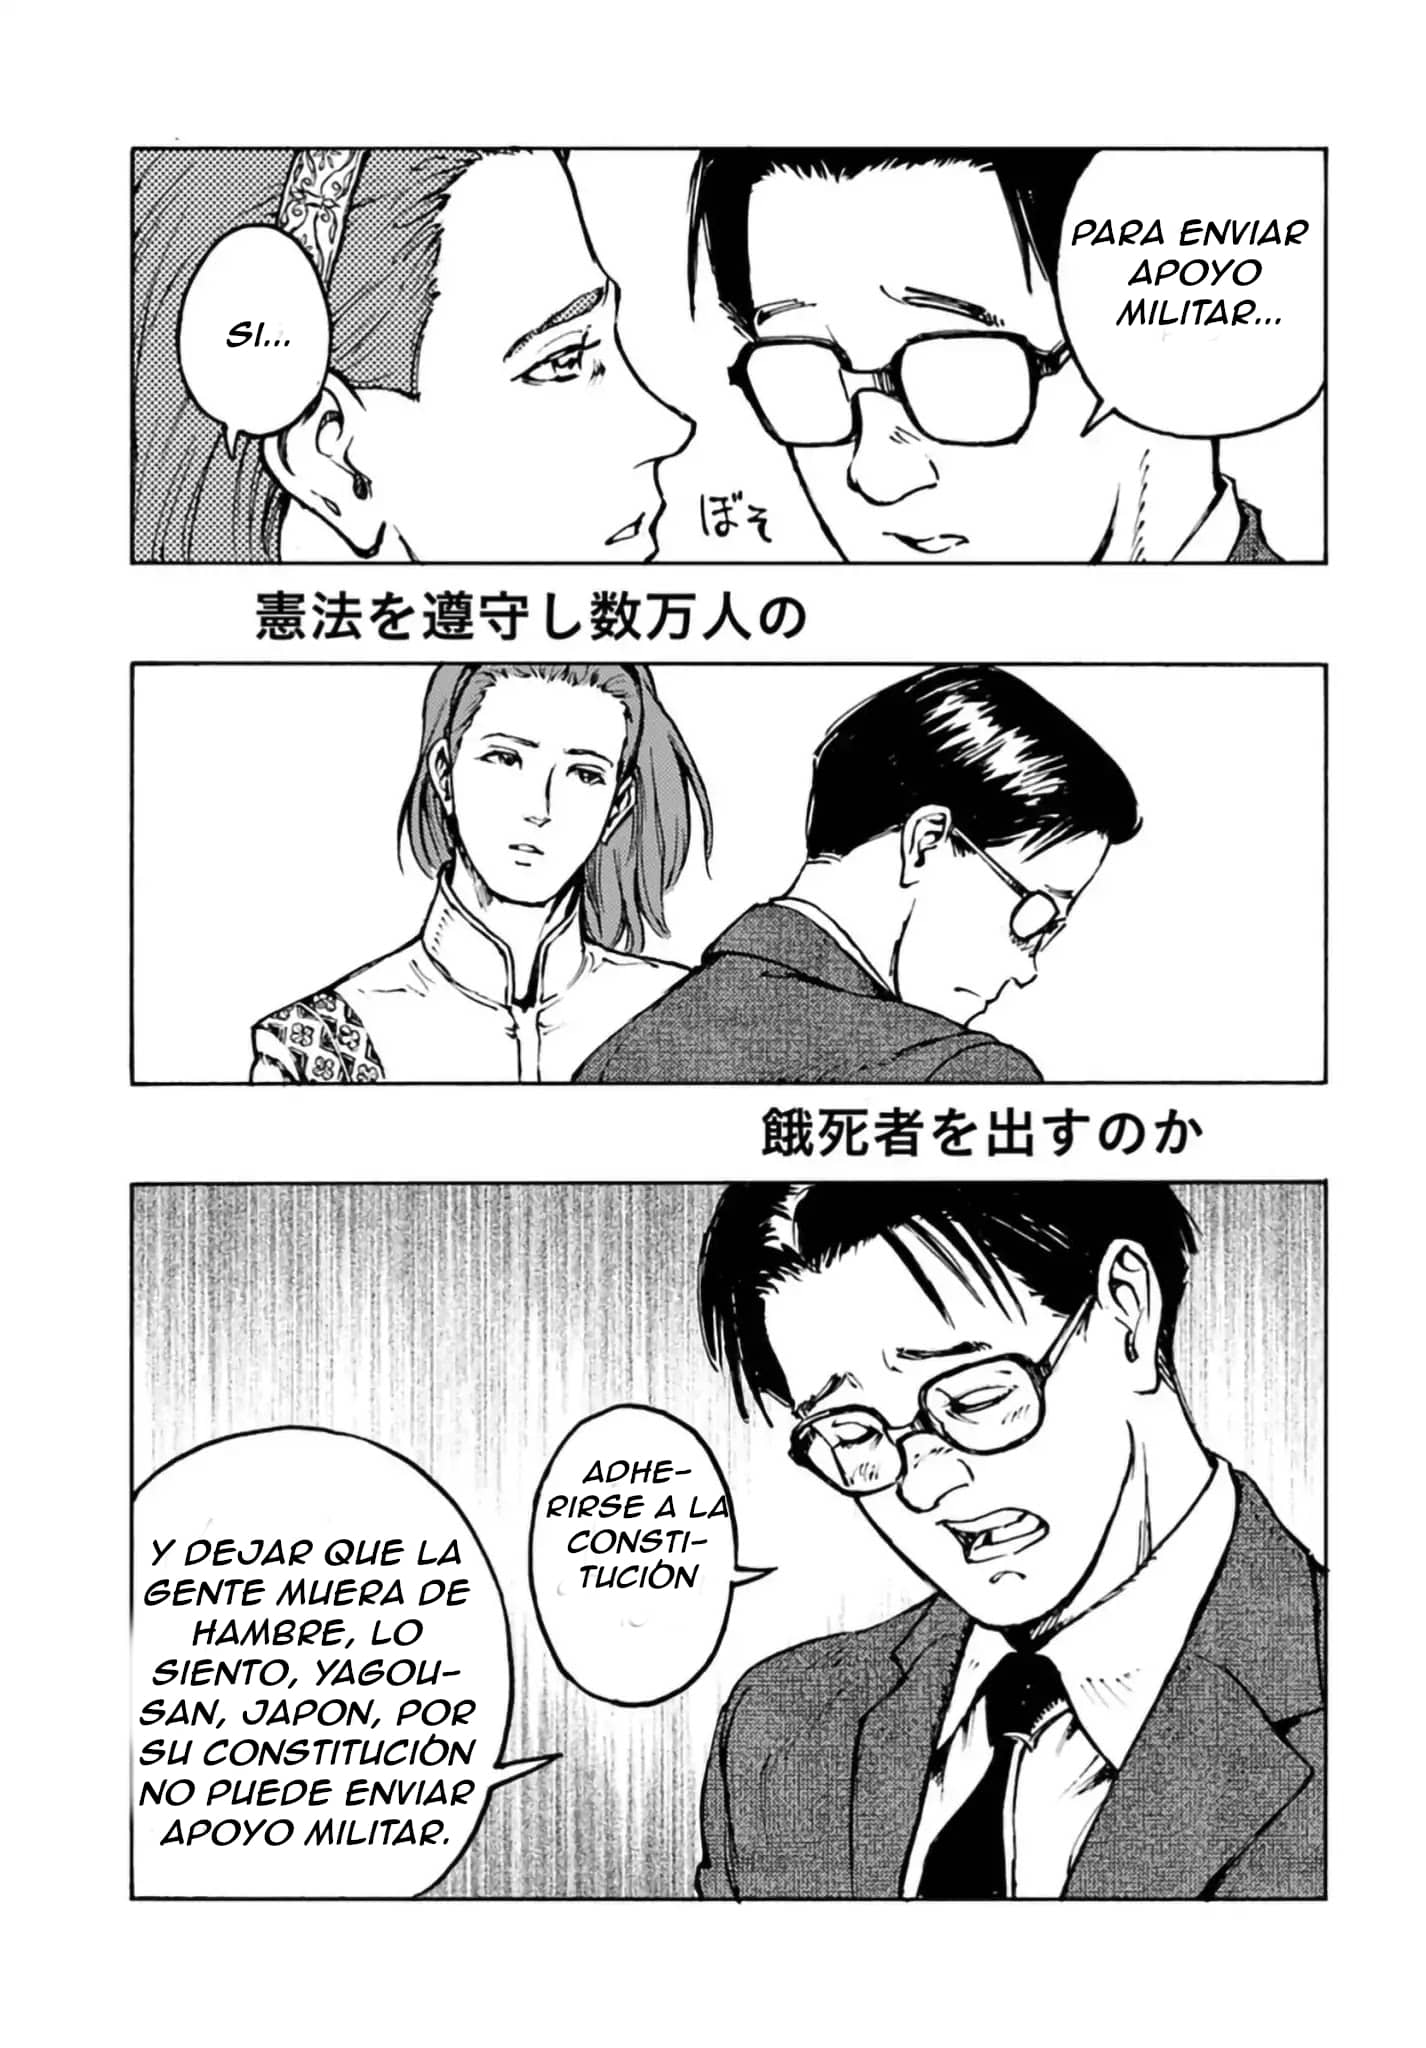 PARA ENVIAR
APOYO
MILITAR...
SI...
ぼそ
憲法を遵守し数万人の
餓死者を出すのか
ADHE-
RIRSE A LA
CONSTI-
TUCIÓN
Y DEJAR QUE LA
GENTE MUERA DE
HAMBRE, LO
SIENTO, YAGOU-
SAN, JAPON, POR
SU CONSTITUCIÓN
NO PUEDE ENVIAR
APOYO MILITAR.